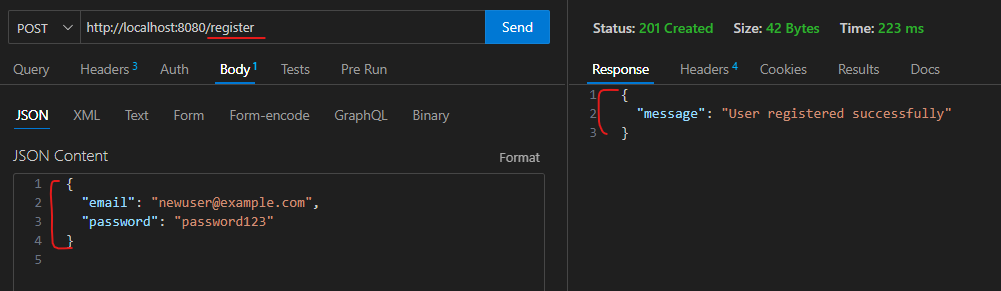 POST http://localhost:8080/register Send
Query Headers 3 Auth Body 1 Tests Pre Run
JSON XML Text Form Form-encode GraphQL Binary
JSON Content Format
1 {
2 "email": "newuser@example.com",
3 "password": "password123"
4 }
5
Status: 201 Created Size: 42 Bytes Time: 223 ms
Response Headers 4 Cookies Results Docs
1 {
2 "message": "User registered successfully"
3 }